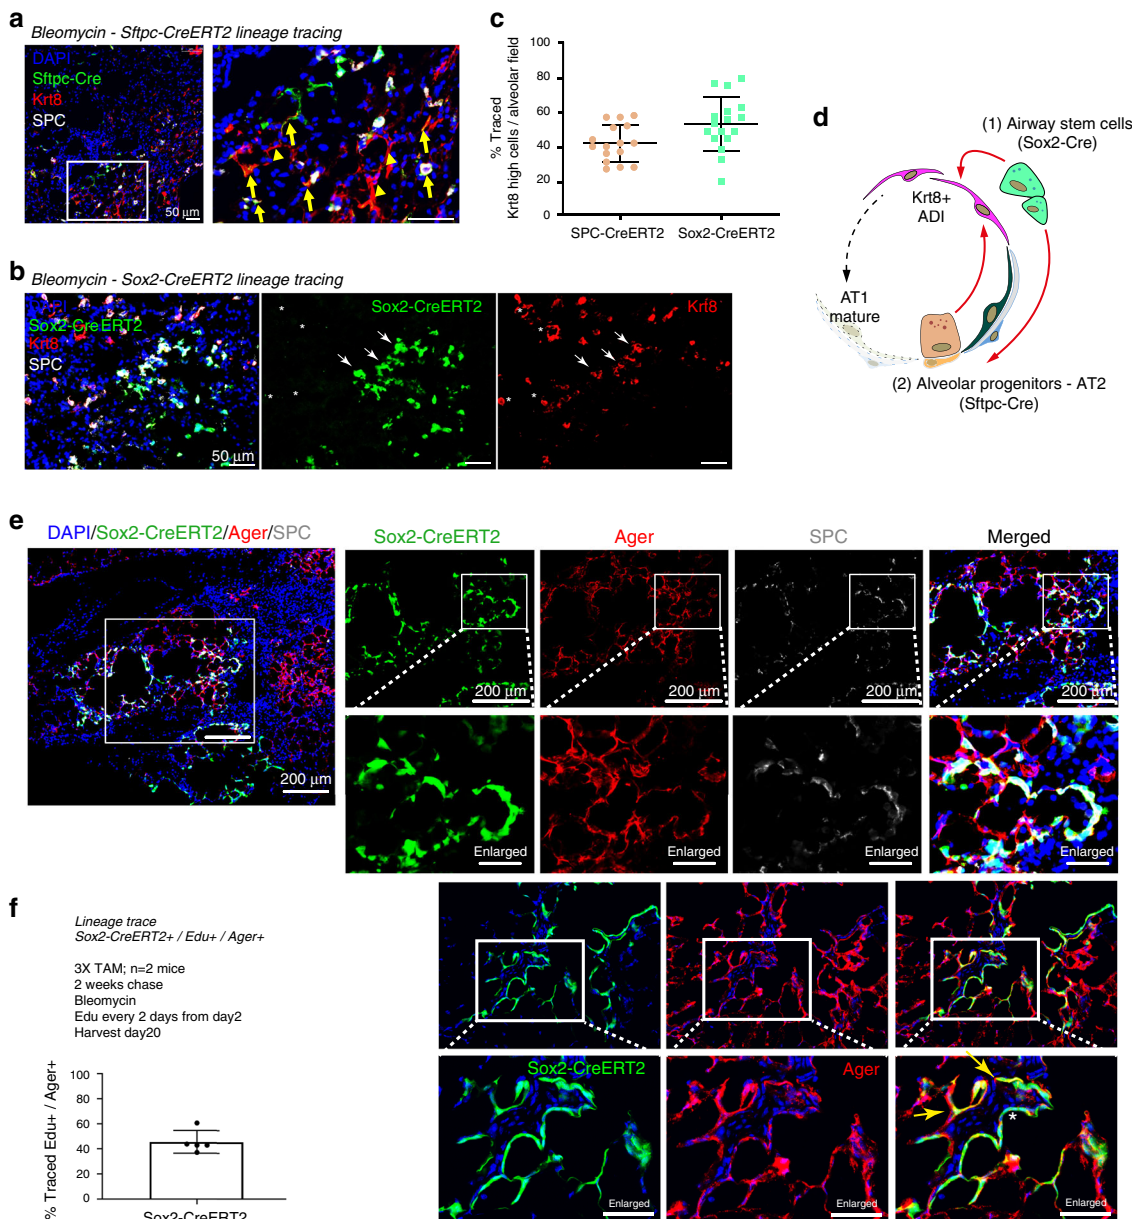 a
Bleomycin - Sftpc-CreERT2 lineage tracing
DAPI
Sftpc-Cre
Krt8
SPC
50 µm
b
Bleomycin - Sox2-CreERT2 lineage tracing
DAPI
Sox2-CreERT2
Krt8
SPC
50 µm
Sox2-CreERT2
* * * *
Krt8
* * * *
c
% Traced
Krt8 high cells / alveolar field
100
80
60
40
20
0
SPC-CreERT2
Sox2-CreERT2
d
(1) Airway stem cells
(Sox2-Cre)
Krt8+
ADI
AT1
mature
(2) Alveolar progenitors - AT2
(Sftpc-Cre)
e
DAPI/Sox2-CreERT2/Ager/SPC
200 µm
Sox2-CreERT2
Ager
SPC
Merged
200 µm
200 µm
200 µm
200 µm
Enlarged
Enlarged
Enlarged
Enlarged
f
Lineage trace
Sox2-CreERT2+ / Edu+ / Ager+
3X TAM; n=2 mice
2 weeks chase
Bleomycin
Edu every 2 days from day2
Harvest day20
% Traced Edu+ / Ager+
100
80
60
40
20
0
Sox2-CreERT2
Sox2-CreERT2
Ager
*
Enlarged
Enlarged
Enlarged